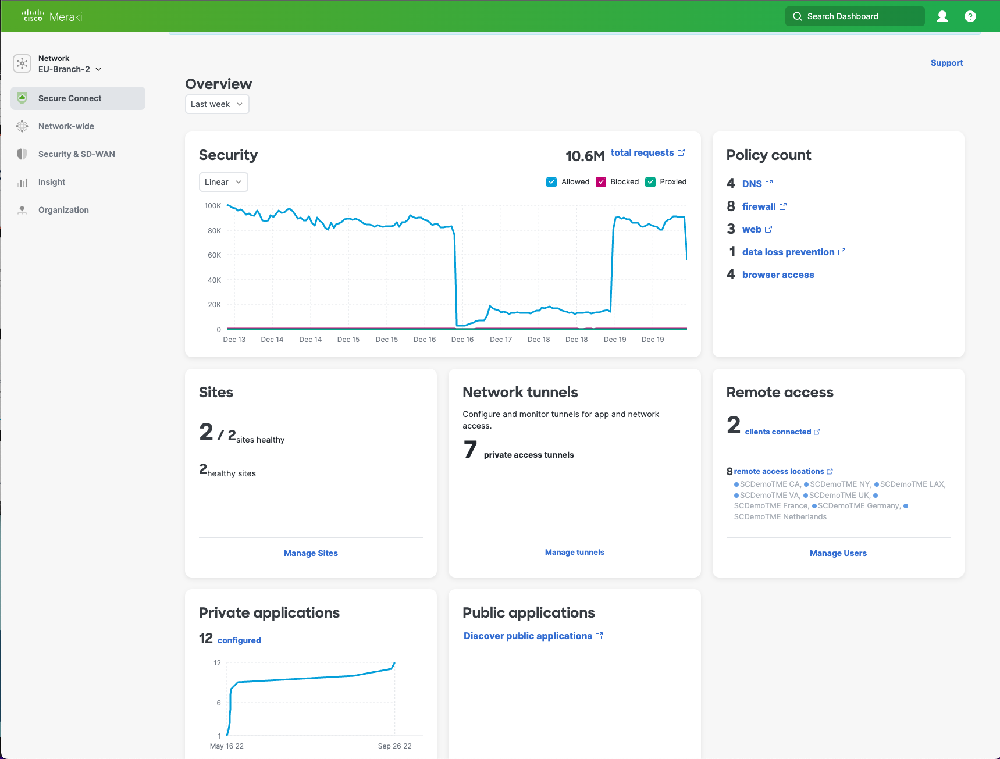 cisco Meraki
Search Dashboard
Network
EU-Branch-2
Secure Connect
Network-wide
Security & SD-WAN
Insight
Organization
Support
Overview
Last week
Security
10.6M total requests
Linear
Allowed Blocked Proxied
100K
80K
60K
40K
20K
0
Dec 13 Dec 14 Dec 14 Dec 15 Dec 15 Dec 16 Dec 16 Dec 17 Dec 18 Dec 18 Dec 19 Dec 19
Policy count
4 DNS
8 firewall
3 web
1 data loss prevention
4 browser access
Sites
2 / 2 sites healthy
2 healthy sites
Manage Sites
Network tunnels
Configure and monitor tunnels for app and network
access.
7 private access tunnels
Manage tunnels
Remote access
2 clients connected
8 remote access locations
SCDemoTME CA, SCDemoTME NY, SCDemoTME LAX,
SCDemoTME VA, SCDemoTME UK,
SCDemoTME France, SCDemoTME Germany,
SCDemoTME Netherlands
Manage Users
Private applications
12 configured
12
6
1
May 16 22 Sep 26 22
Public applications
Discover public applications